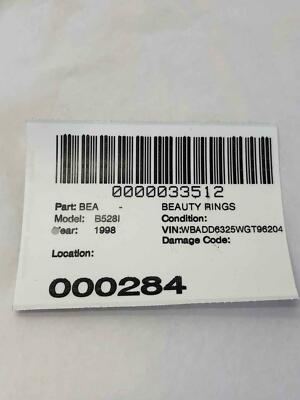 0000033512
Part: BEA - BEAUTY RINGS
Model: B528I Condition:
Year: 1998 VIN:WBADD6325WGT96204
Damage Code:
Location:
000284